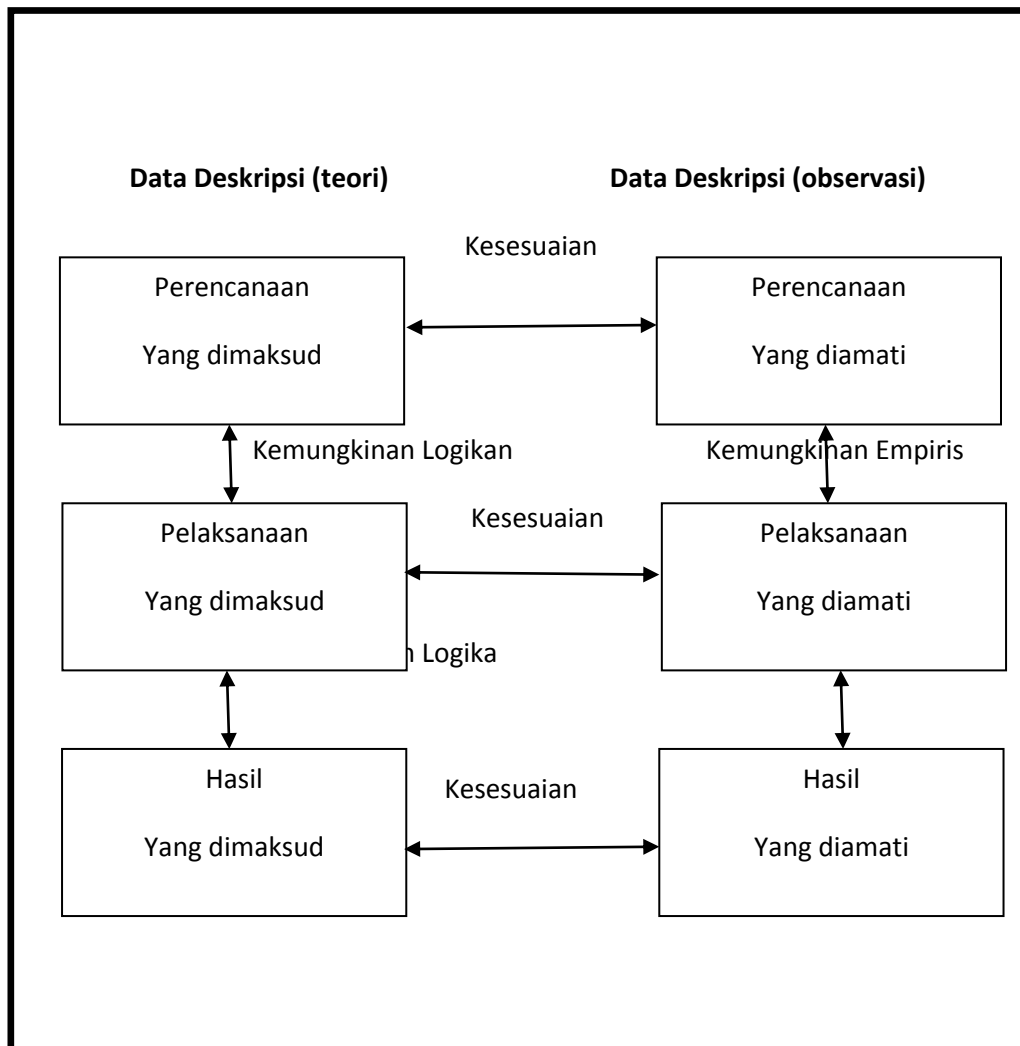 Data Deskripsi (teori)
Data Deskripsi (observasi)
Kesesuaian
Perencanaan
Yang dimaksud
Perencanaan
Yang diamati
Kemungkinan Logikan
Kemungkinan Empiris
Kesesuaian
Pelaksanaan
Yang dimaksud
Pelaksanaan
Yang diamati
Logika
Hasil
Yang dimaksud
Kesesuaian
Hasil
Yang diamati